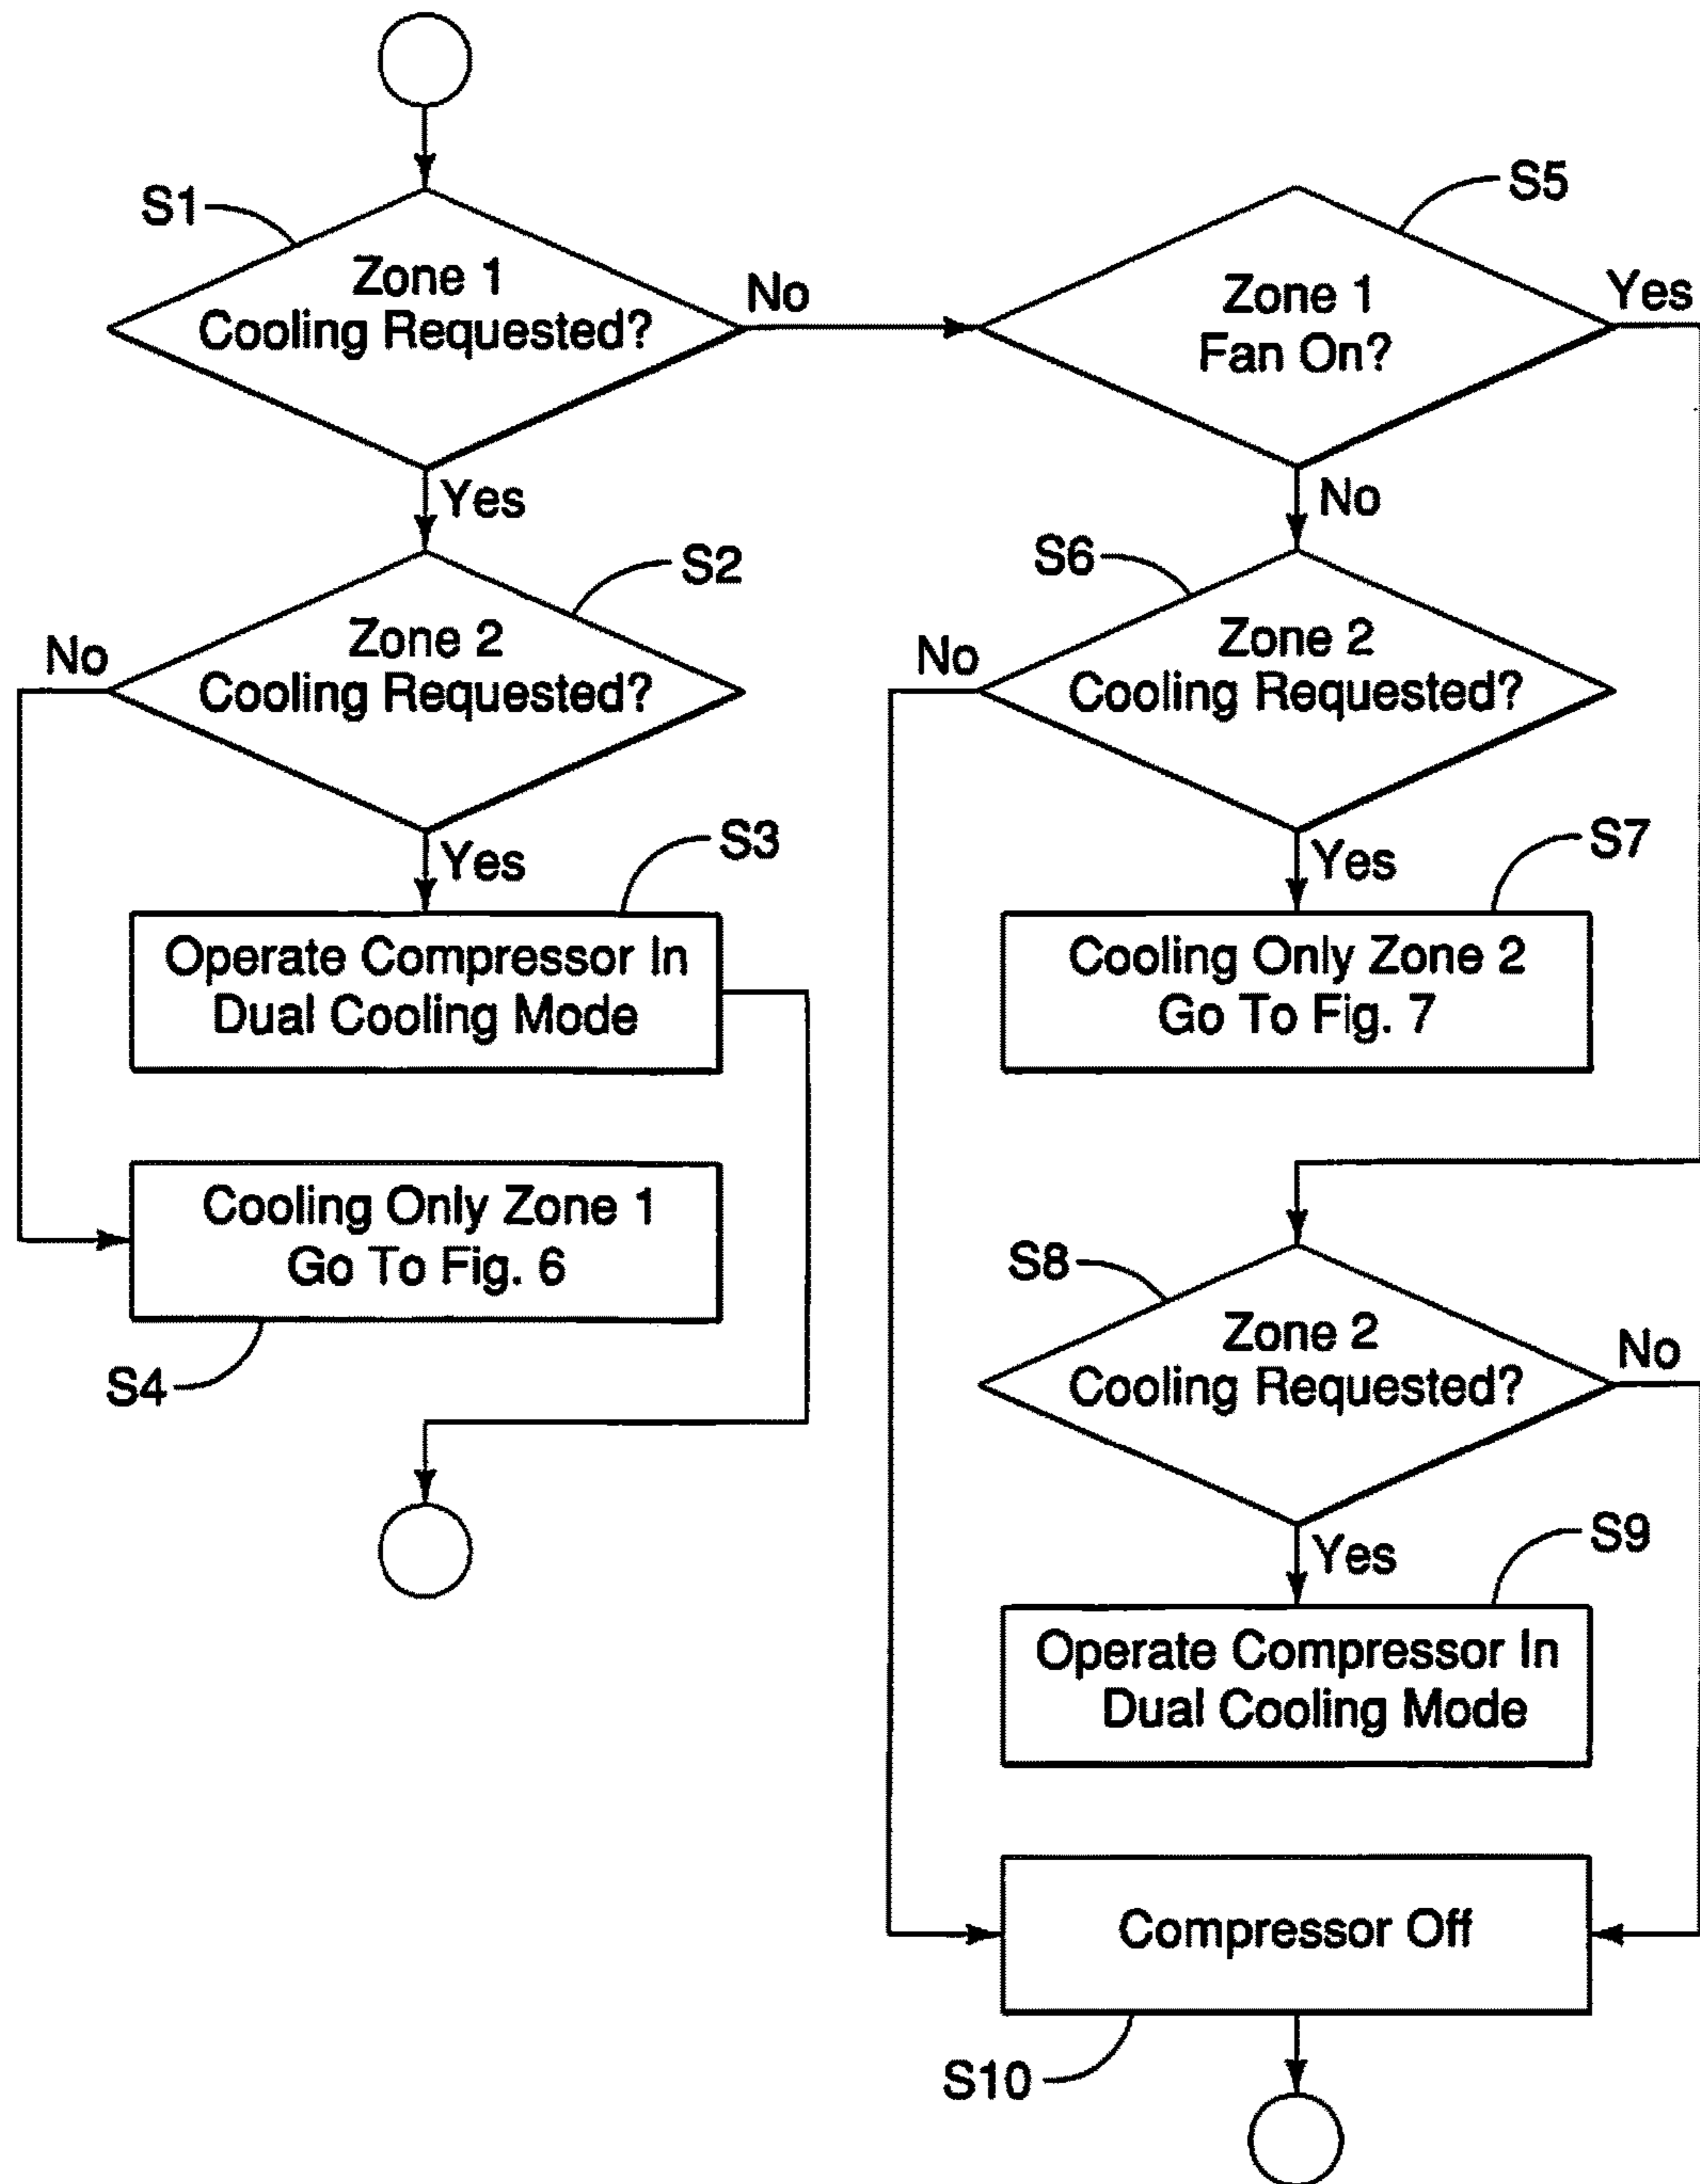 S1
Zone 1
Cooling Requested?
No
Yes
S2
Zone 2
Cooling Requested?
No
Yes
S3
Operate Compressor In
Dual Cooling Mode
Cooling Only Zone 1
Go To Fig. 6
S4
S5
Zone 1
Fan On?
Yes
No
S6
Zone 2
Cooling Requested?
No
Yes
S7
Cooling Only Zone 2
Go To Fig. 7
S8
Zone 2
Cooling Requested?
No
Yes
S9
Operate Compressor In
Dual Cooling Mode
Compressor Off
S10